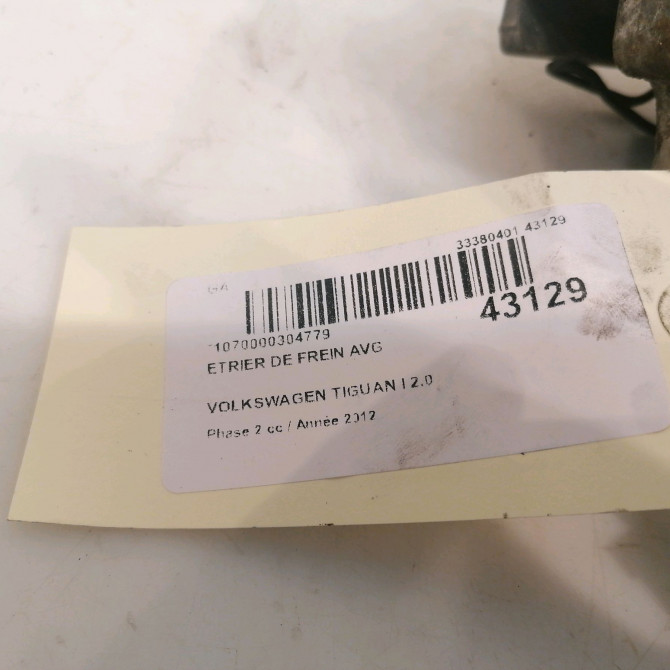 GA
33380401 43129
43129
1070000304779
ETRIER DE FREIN AVG
VOLKSWAGEN TIGUAN I 2.0
Phase 2 cc / Année 2012